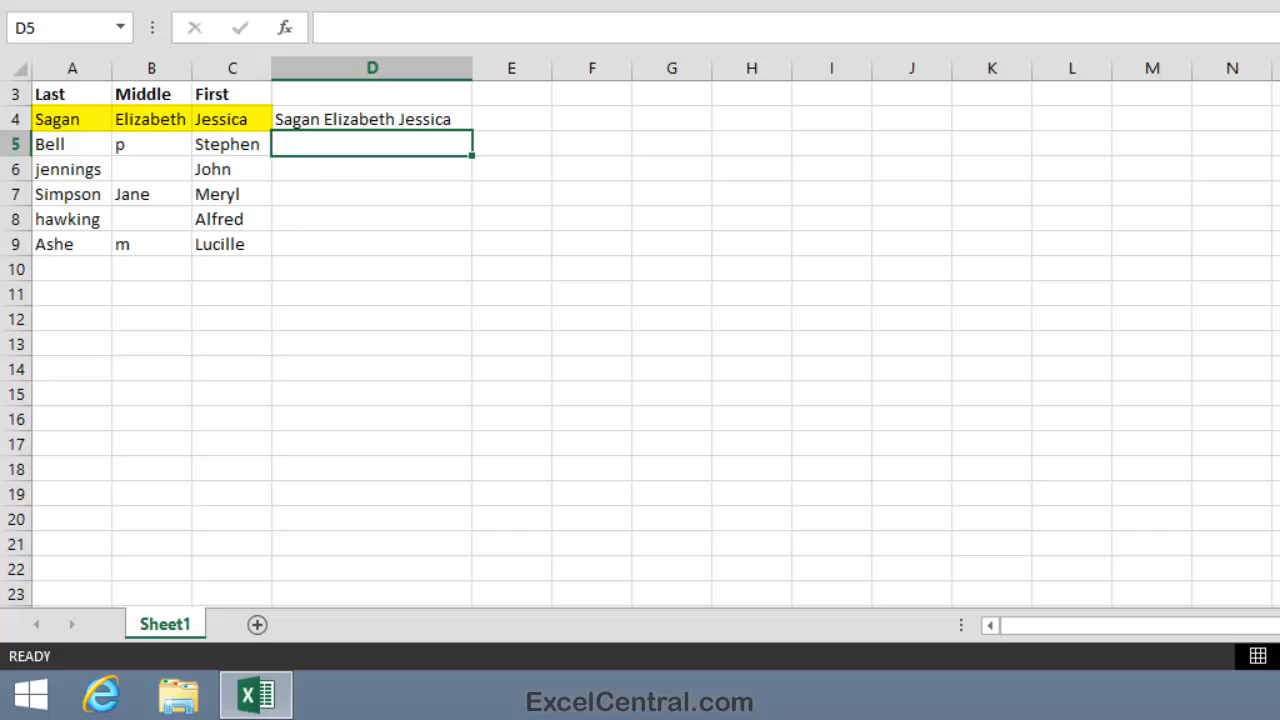 D5 fx
A B C D E F G H I J K L M N
3 Last Middle First
4 Sagan Elizabeth Jessica Sagan Elizabeth Jessica
5 Bell p Stephen
6 jennings John
7 Simpson Jane Meryl
8 hawking Alfred
9 Ashe m Lucille
10
11
12
13
14
15
16
17
18
19
20
21
22
23
Sheet1
READY
ExcelCentral.com